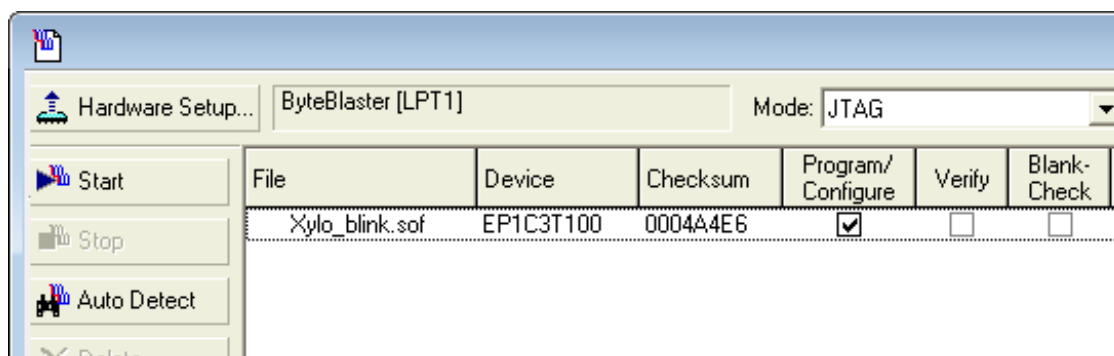 Hardware Setup... ByteBlaster [LPT1] Mode: JTAG
Start
File Device Checksum Program/ Configure Verify Blank- Check
Xylo_blink.sof EP1C3T100 0004A4E6
Stop
Auto Detect